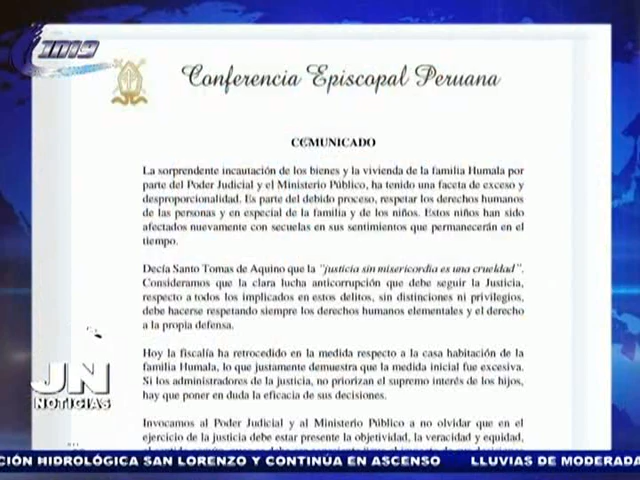 1M9
Conferencia Episcopal Peruana
COMUNICADO
La sorprendente incautación de los bienes y la vivienda de la familia Humala por
parte del Poder Judicial y el Ministerio Público, ha tenido una faceta de exceso y
desproporcionalidad. Es parte del debido proceso, respetar los derechos humanos
de las personas y en especial de la familia y de los niños. Estos niños han sido
afectados nuevamente con secuelas en sus sentimientos que permanecerán en el
tiempo.
Decía Santo Tomas de Aquino que la "justicia sin misericordia es una crueldad".
Consideramos que la clara lucha anticorrupción que debe seguir la Justicia,
respecto a todos los implicados en estos delitos, sin distinciones ni privilegios,
debe hacerse respetando siempre los derechos humanos elementales y el derecho
a la propia defensa.
Hoy la fiscalía ha retrocedido en la medida respecto a la casa habitación de la
familia Humala, lo que justamente demuestra que la medida inicial fue excesiva.
Si los administradores de la justicia, no priorizan el supremo interés de los hijos,
hay que poner en duda la eficacia de sus decisiones.
JN
NOTICIAS
Invocamos al Poder Judicial y al Ministerio Público a no olvidar que en el
ejercicio de la justicia debe estar presente la objetividad, la veracidad y equidad,
CIÓN HIDROLÓGICA SAN LORENZO Y CONTINÚA EN ASCENSO LLUVIAS DE MODERADA